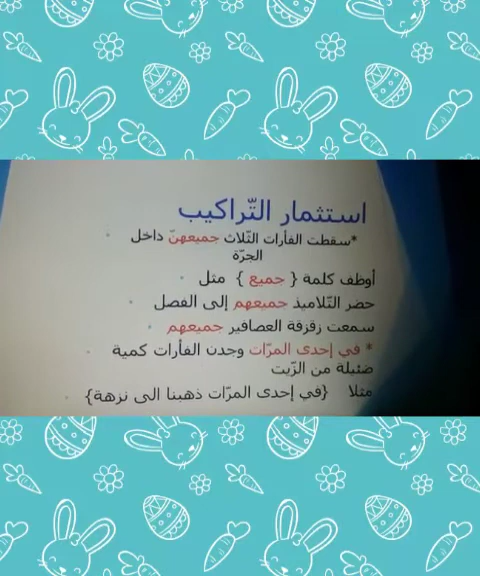 استثمار التّراكيب
*سقطت الفأرات الثّلاث جميعهنّ داخل
الجرّة
أوظف كلمة { جميع } مثل
حضر التّلاميذ جميعهم إلى الفصل
سمعت زقزقة العصافير جميعهم
* في إحدى المرّات وجدن الفأرات كمية
ضئيلة من الزّيت
مثلا {في إحدى المرّات ذهبنا الى نزهة}